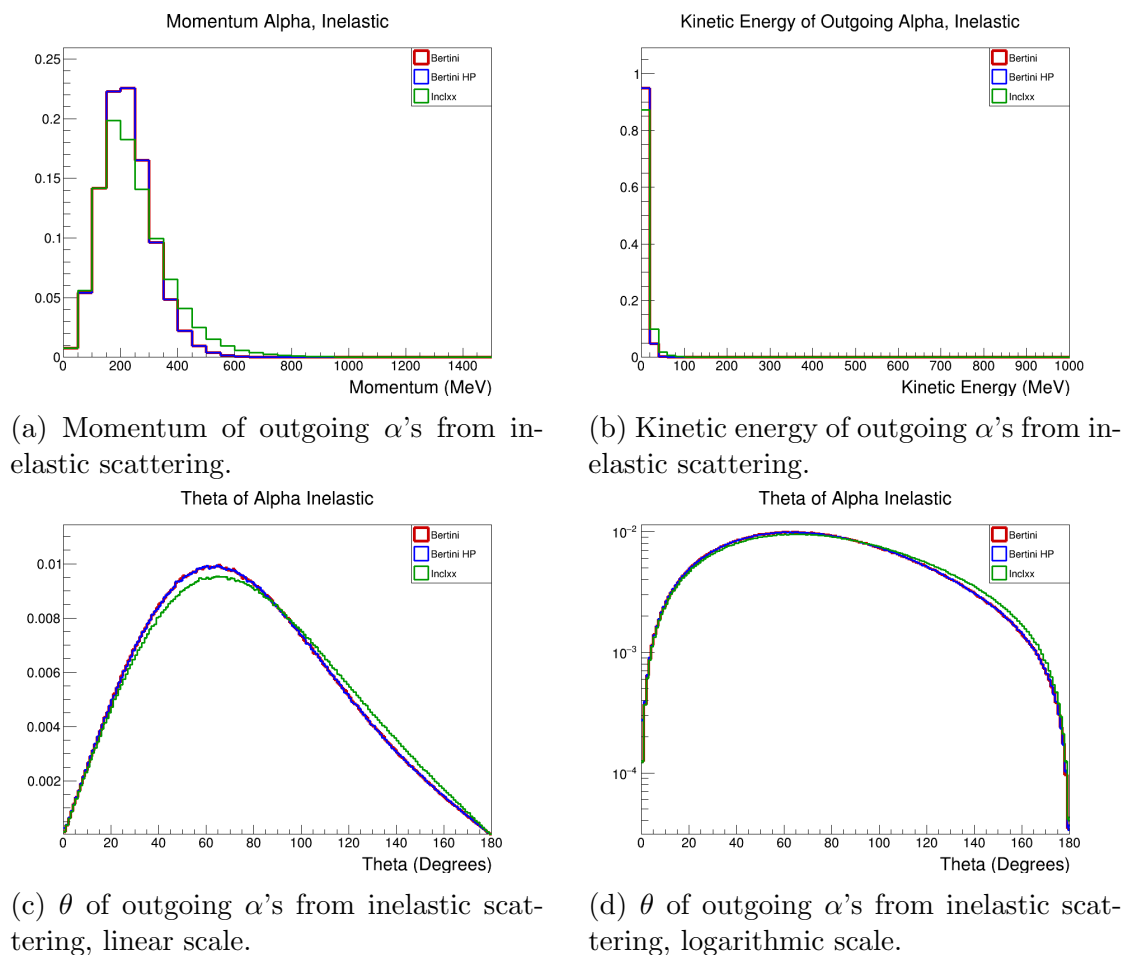 Momentum Alpha, Inelastic
0.25
0.2
0.15
0.1
0.05
0
0 200 400 600 800 1000 1200 1400
Momentum (MeV)
Bertini
Bertini HP
Inclxx
(a) Momentum of outgoing α's from in-
elastic scattering.
Kinetic Energy of Outgoing Alpha, Inelastic
1
0.8
0.6
0.4
0.2
0
0 100 200 300 400 500 600 700 800 900 1000
Kinetic Energy (MeV)
Bertini
Bertini HP
Inclxx
(b) Kinetic energy of outgoing α's from in-
elastic scattering.
Theta of Alpha Inelastic
0.01
0.008
0.006
0.004
0.002
0 20 40 60 80 100 120 140 160 180
Theta (Degrees)
Bertini
Bertini HP
Inclxx
(c) θ of outgoing α's from inelastic scat-
tering, linear scale.
Theta of Alpha Inelastic
10⁻²
10⁻³
10⁻⁴
0 20 40 60 80 100 120 140 160 180
Theta (Degrees)
Bertini
Bertini HP
Inclxx
(d) θ of outgoing α's from inelastic scat-
tering, logarithmic scale.